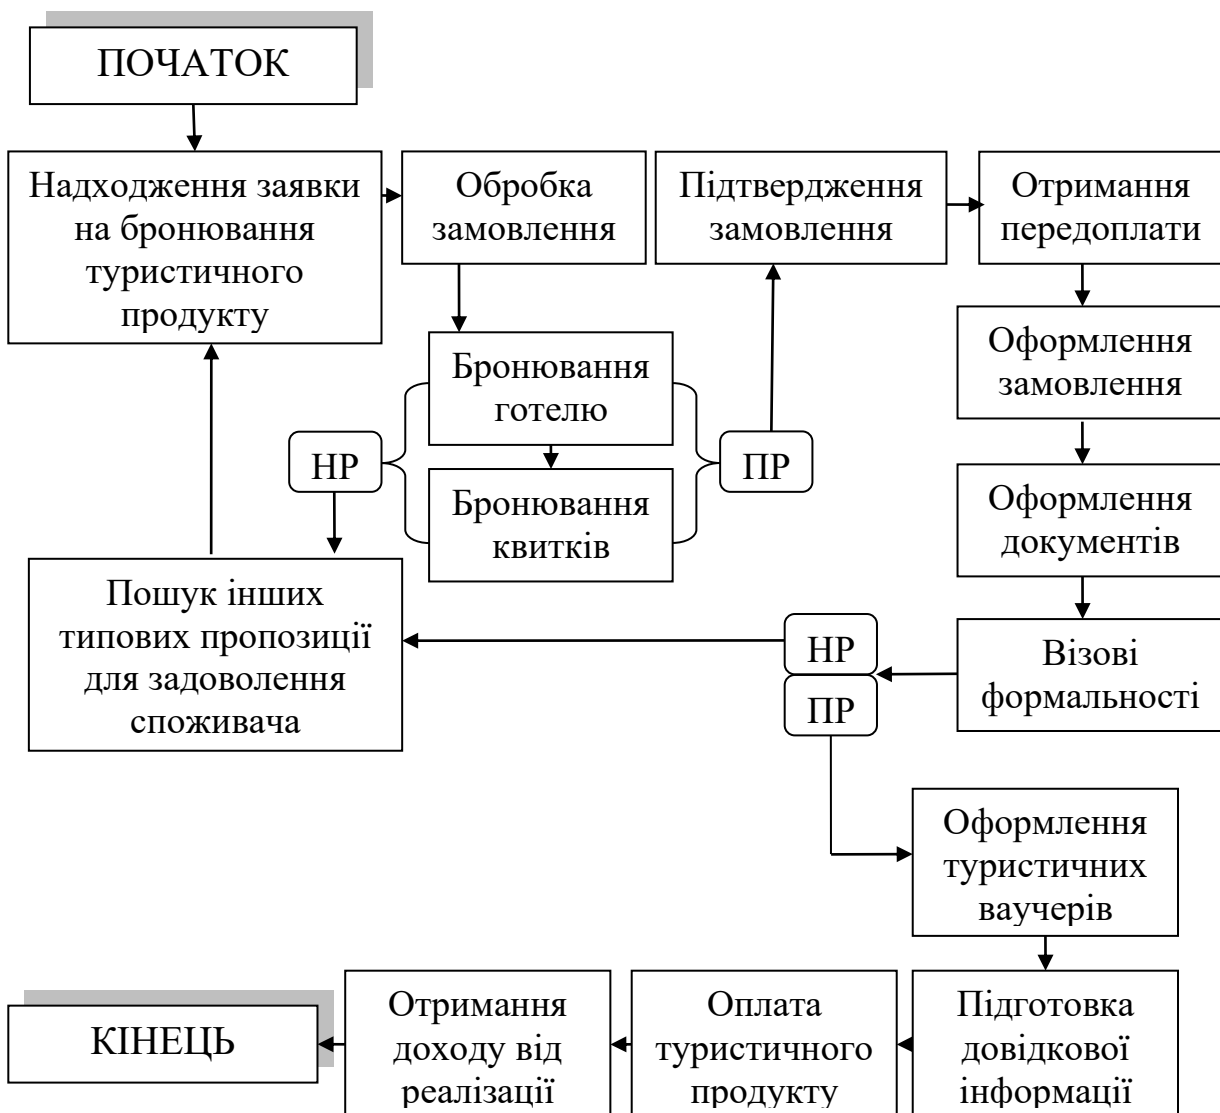 ПОЧАТОК
Надходження заявки
на бронювання
туристичного
продукту
Обробка
замовлення
Підтвердження
замовлення
Отримання
передоплати
Бронювання
готелю
Оформлення
замовлення
НР
ПР
Бронювання
квитків
Оформлення
документів
Пошук інших
типових пропозиції
для задоволення
споживача
НР
ПР
Візові
формальності
Оформлення
туристичних
ваучерів
КІНЕЦЬ
Отримання
доходу від
реалізації
Оплата
туристичного
продукту
Підготовка
довідкової
інформації